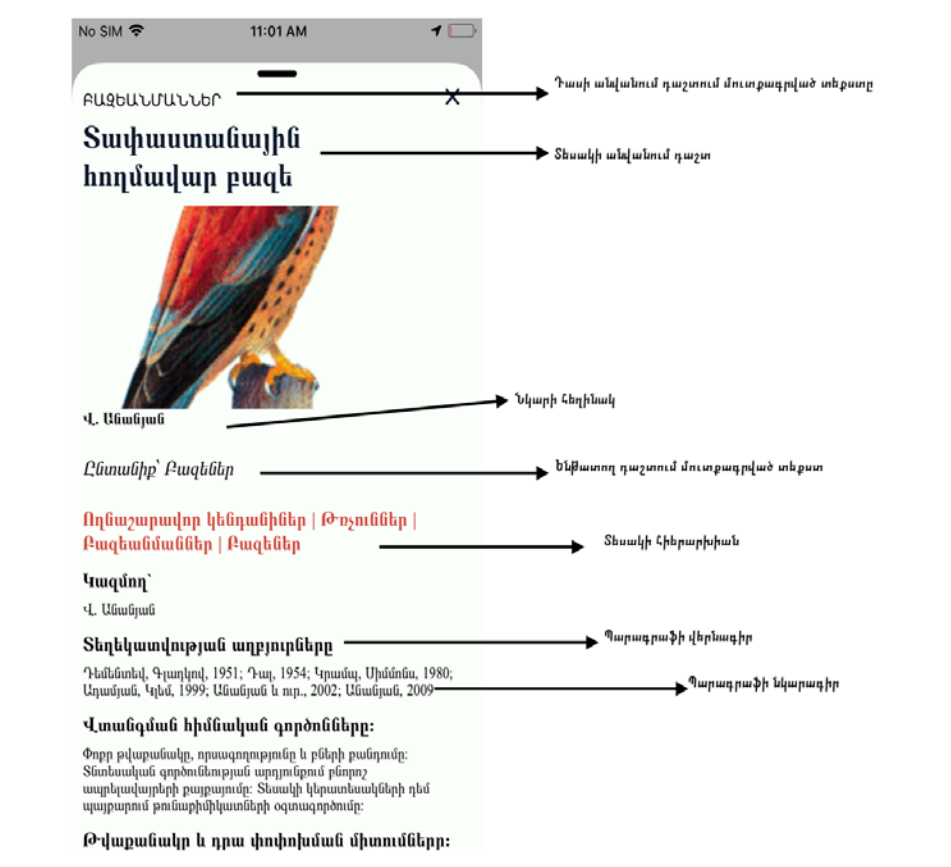 No SIM 11:01 AM
ԲԱԶԵԱՆՄԱՆՆԵՐ
Դասի անվանում դաշտում մուտքագրված տեքստը
Տափաստանային
հողմավար բազե
Տեսակի անվանում դաշտ
Վ. Անանյան
Նկարի հեղինակ
Ընտանիք՝ Բազեներ
Ենթատող դաշտում մուտքագրված տեքստ
Ողնաշարավոր կենդանիներ | Թռչուններ |
Բազեանմաններ | Բազեներ
Տեսակի հիերարխիան
Կազմող՝
Վ. Անանյան
Տեղեկատվության աղբյուրները
Պարագրաֆի վերնագիր
Դեմենտեվ, Գլադկով, 1951; Դալ, 1954; Կրամպ, Սիմմոնս, 1980;
Ադամյան, Կլեմ, 1999; Անանյան և ուր., 2002; Անանյան, 2009
Պարագրաֆի նկարագիր
Վտանգման հիմնական գործոնները:
Փոքր թվաքանակը, որսագողությունը և բների քանդումը:
Տնտեսական գործունեության արդյունքում բնորոշ
ապրելավայրերի քայքայումը: Տեսակի կերատեսակների դեմ
պայքարում թունաքիմիկատների օգտագործումը:
Թվաքանակը և դրա փոփոխման միտումները: